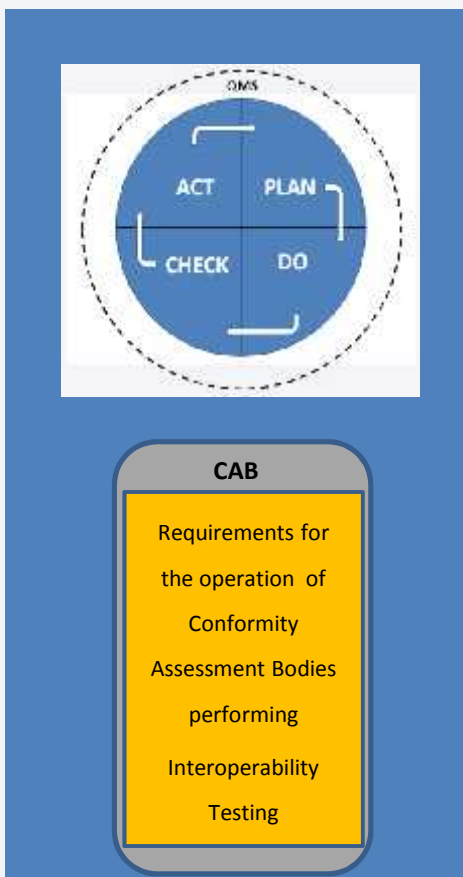 QMS
ACT PLAN
CHECK DO
CAB
Requirements for
the operation of
Conformity
Assessment Bodies
performing
Interoperability
Testing